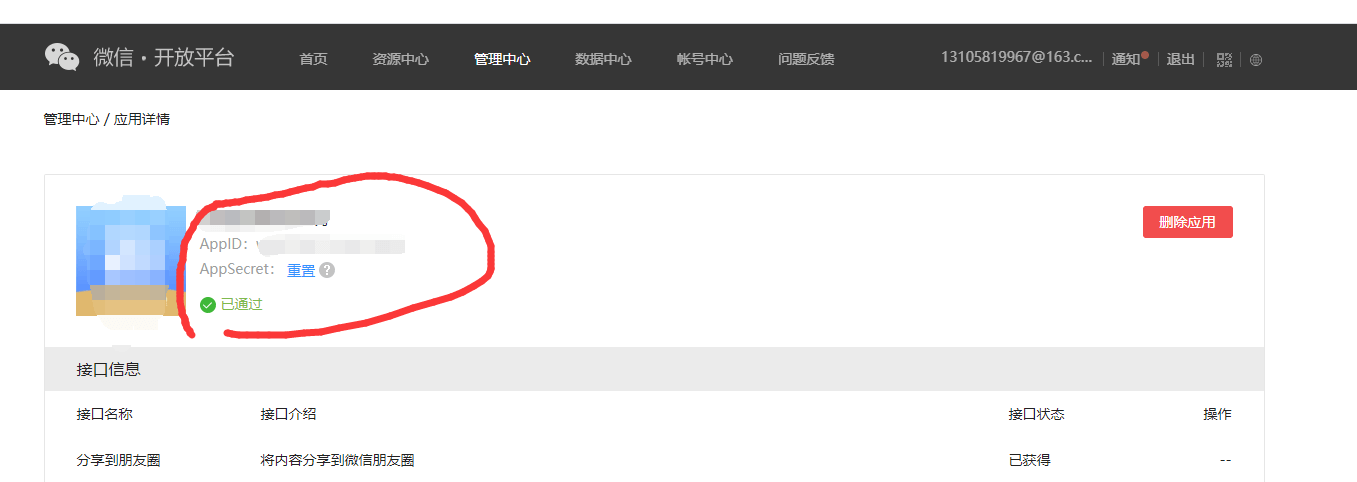 微信·开放平台 首页 资源中心 管理中心 数据中心 帐号中心 问题反馈 13105819967@163.c... 通知 退出
管理中心 / 应用详情
删除应用
AppID：
AppSecret： 重置 ?
已通过
接口信息
接口名称 接口介绍 接口状态 操作
分享到朋友圈 将内容分享到微信朋友圈 已获得 --